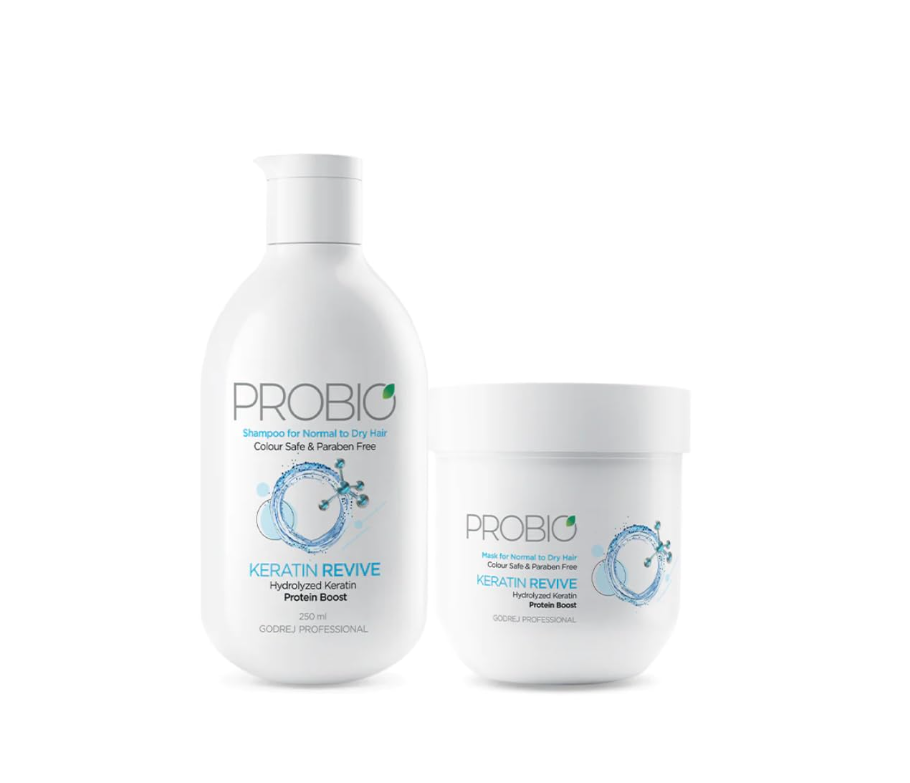 PROBIO
Shampoo for Normal to Dry Hair
Colour Safe & Paraben Free
KERATIN REVIVE
Hydrolyzed Keratin
Protein Boost
250 ml
GODREJ PROFESSIONAL
PROBIO
Mask for Normal to Dry Hair
Colour Safe & Paraben Free
KERATIN REVIVE
Hydrolyzed Keratin
Protein Boost
GODREJ PROFESSIONAL